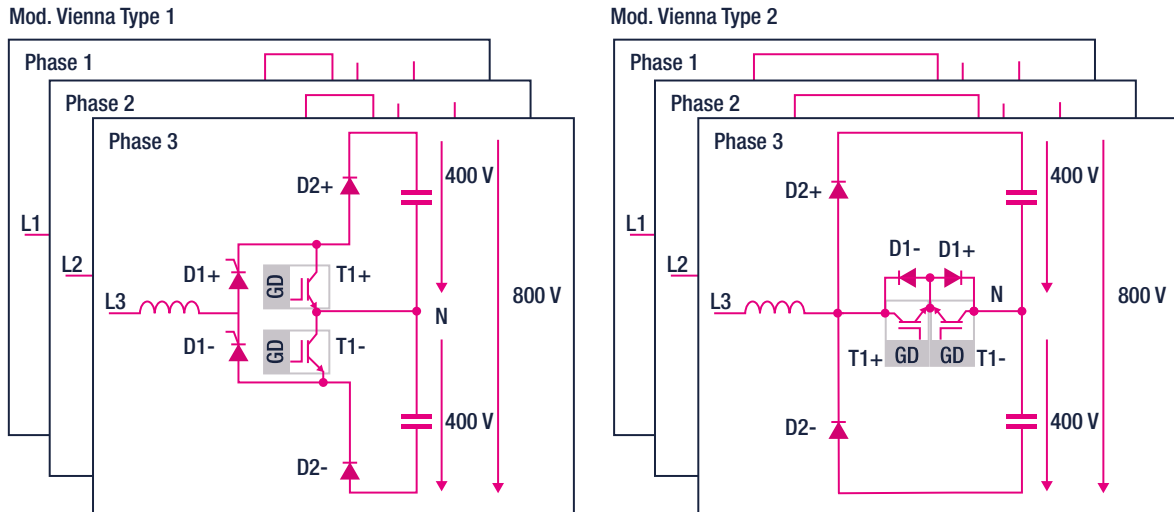 Mod. Vienna Type 1
Phase 1
Phase 2
Phase 3
L1
L2
L3
D1+
D1-
D2+
D2-
GD
T1+
GD
T1-
N
400 V
400 V
800 V
Mod. Vienna Type 2
Phase 1
Phase 2
Phase 3
L1
L2
L3
D2+
D2-
D1-
D1+
T1+
GD
GD
T1-
N
400 V
400 V
800 V